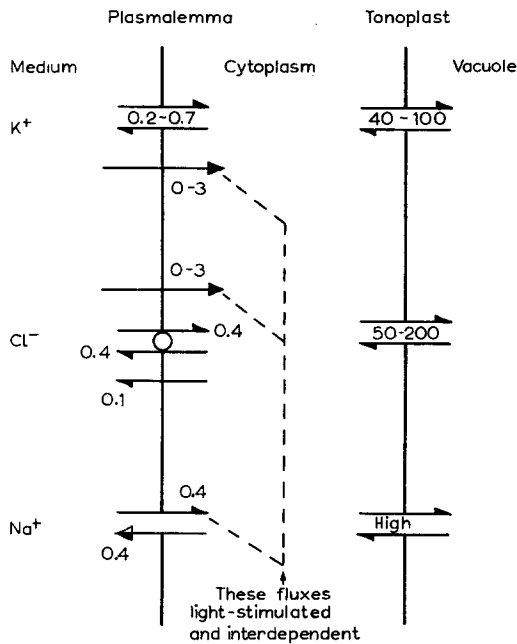 Plasmalemma Tonoplast
Medium Cytoplasm Vacuole
K⁺ 0.2-0.7 40-100
0-3
0-3
Cl⁻ 0.4 50-200
0.4
0.1
0.4
Na⁺ High
0.4
These fluxes
light-stimulated
and interdependent